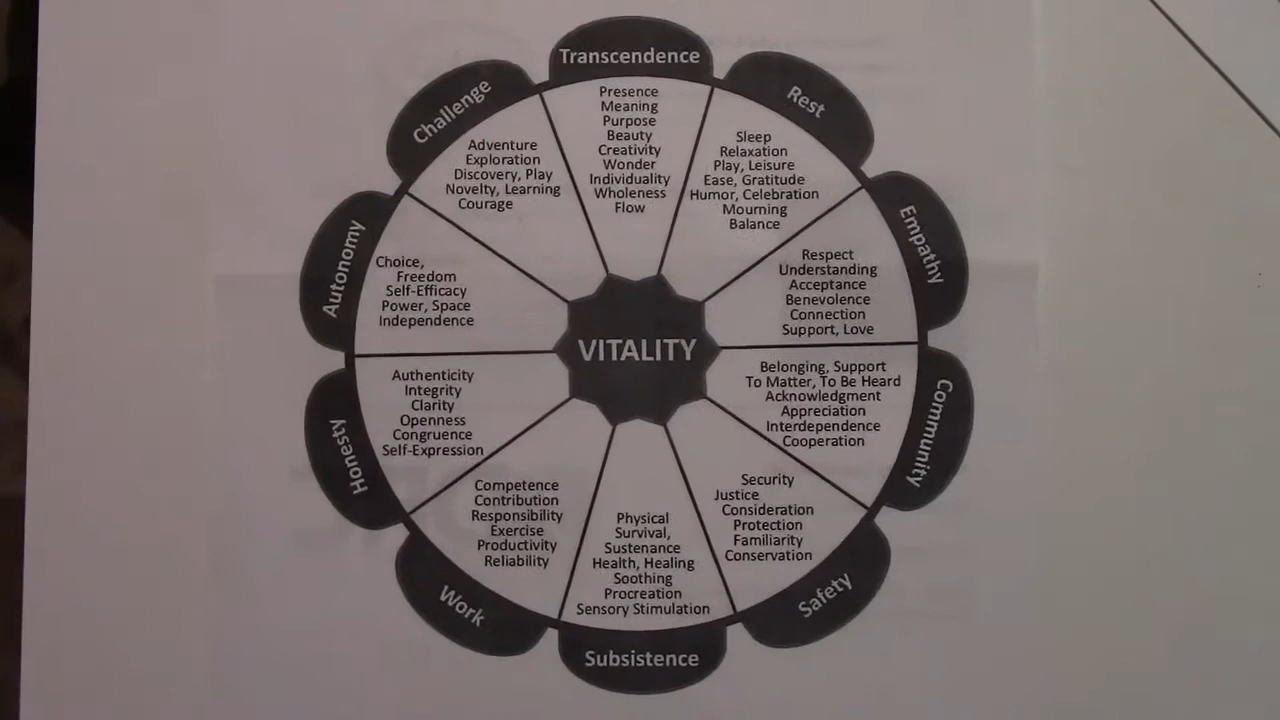 Transcendence
Presence
Meaning
Purpose
Beauty
Creativity
Wonder
Individuality
Wholeness
Flow
Rest
Sleep
Relaxation
Play, Leisure
Ease, Gratitude
Humor, Celebration
Mourning
Balance
Empathy
Respect
Understanding
Acceptance
Benevolence
Connection
Support, Love
Community
Belonging, Support
To Matter, To Be Heard
Acknowledgment
Appreciation
Interdependence
Cooperation
Safety
Security
Justice
Consideration
Protection
Familiarity
Conservation
Subsistence
Physical
Survival,
Sustenance
Health, Healing
Soothing
Procreation
Sensory Stimulation
Work
Competence
Contribution
Responsibility
Exercise
Productivity
Reliability
Honesty
Authenticity
Integrity
Clarity
Openness
Congruence
Self-Expression
Autonomy
Choice,
Freedom
Self-Efficacy
Power, Space
Independence
Challenge
Adventure
Exploration
Discovery, Play
Novelty, Learning
Courage
VITALITY